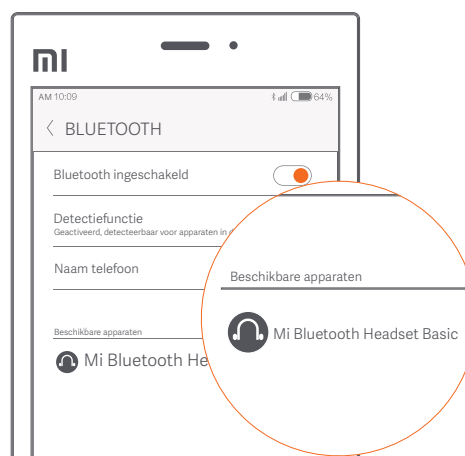 mi
AM 10:09 64%
< BLUETOOTH
Bluetooth ingeschakeld
Detectiefunctie
Geactiveerd, detecteerbaar voor apparaten in
Naam telefoon
Beschikbare apparaten
Mi Bluetooth He
Beschikbare apparaten
Mi Bluetooth Headset Basic